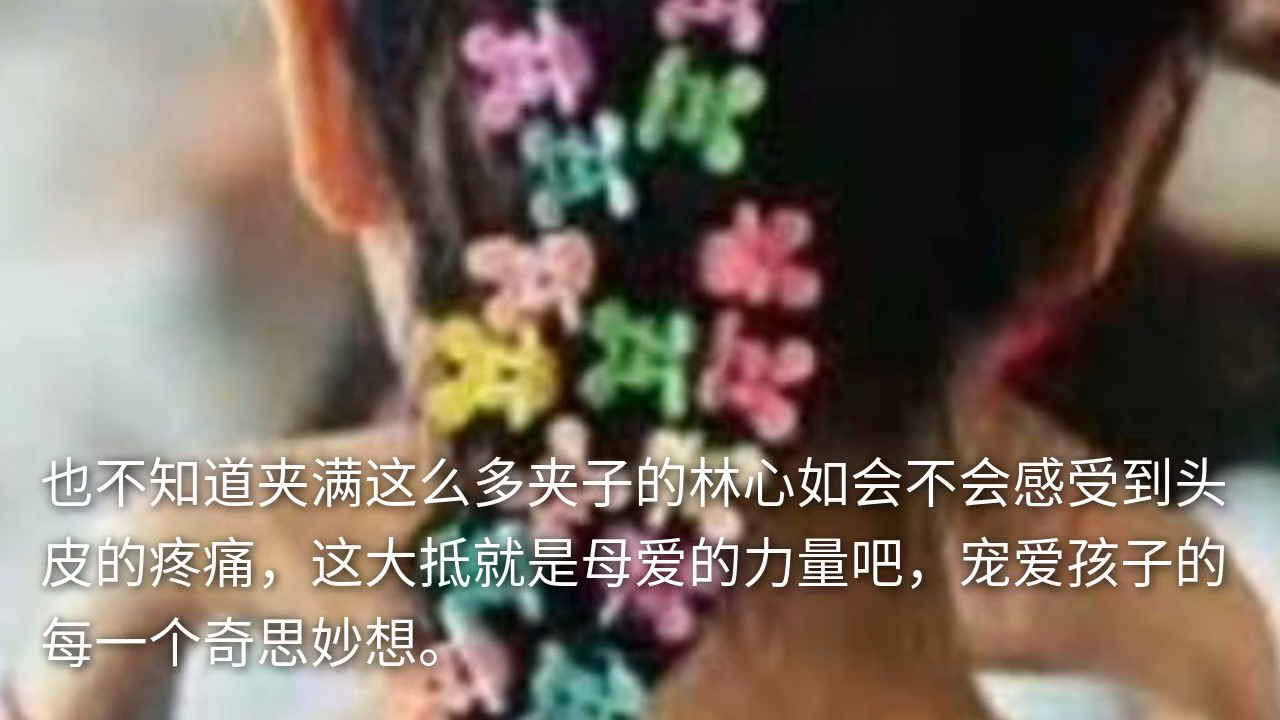 也不知道夹满这么多夹子的林心如会不会感受到头
皮的疼痛，这大抵就是母爱的力量吧，宠爱孩子的
每一个奇思妙想。